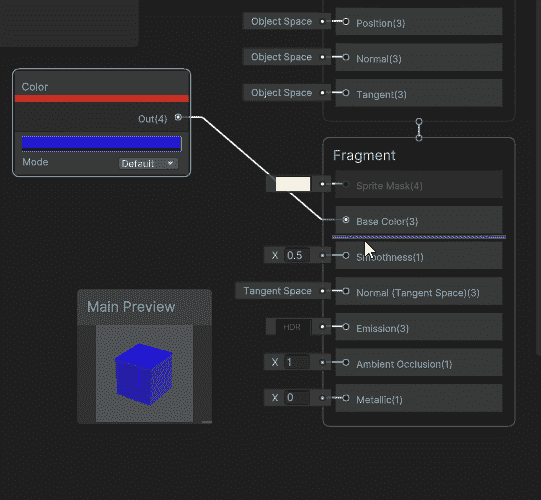 Object Space Position(3)
Object Space Normal(3)
Object Space Tangent(3)
Color
Out(4)
Mode Default
Fragment
Sprite Mask(4)
Base Color(3)
X 0.5 Smoothness(1)
Tangent Space Normal (Tangent Space)(3)
HDR Emission(3)
X 1 Ambient Occlusion(1)
X 0 Metallic(1)
Main Preview